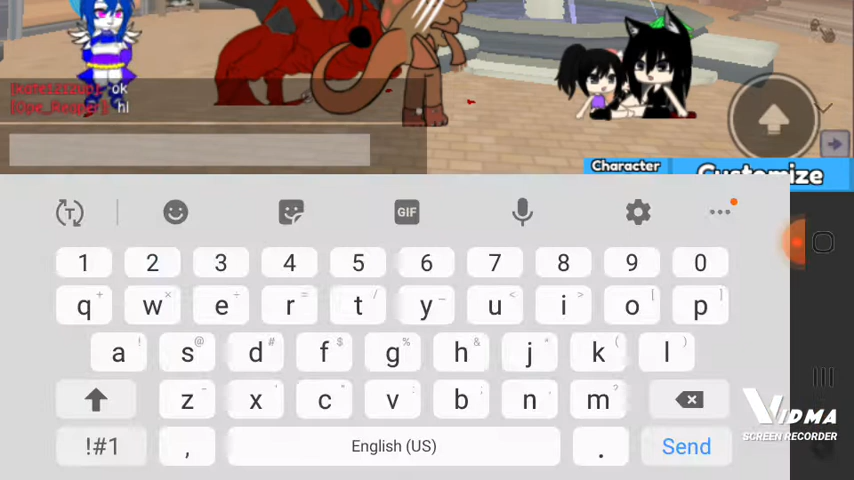 ok
hi
Character
Customize
GIF
1 2 3 4 5 6 7 8 9 0
q w e r t y u i o p
a s d f g h j k l
z x c v b n m
!#1 , English (US) . Send
VIDMA
SCREEN RECORDER